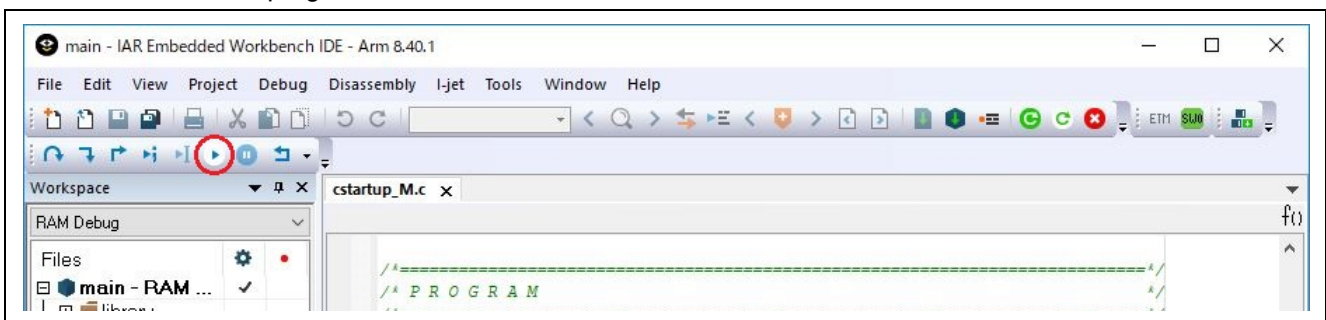 main - IAR Embedded Workbench IDE - Arm 8.40.1
File Edit View Project Debug Disassembly I-jet Tools Window Help
ETM SWO
Workspace
cstartup_M.c
RAM Debug
f()
Files
/*===========================================================================*/
main - RAM ...
/* P R O G R A M */